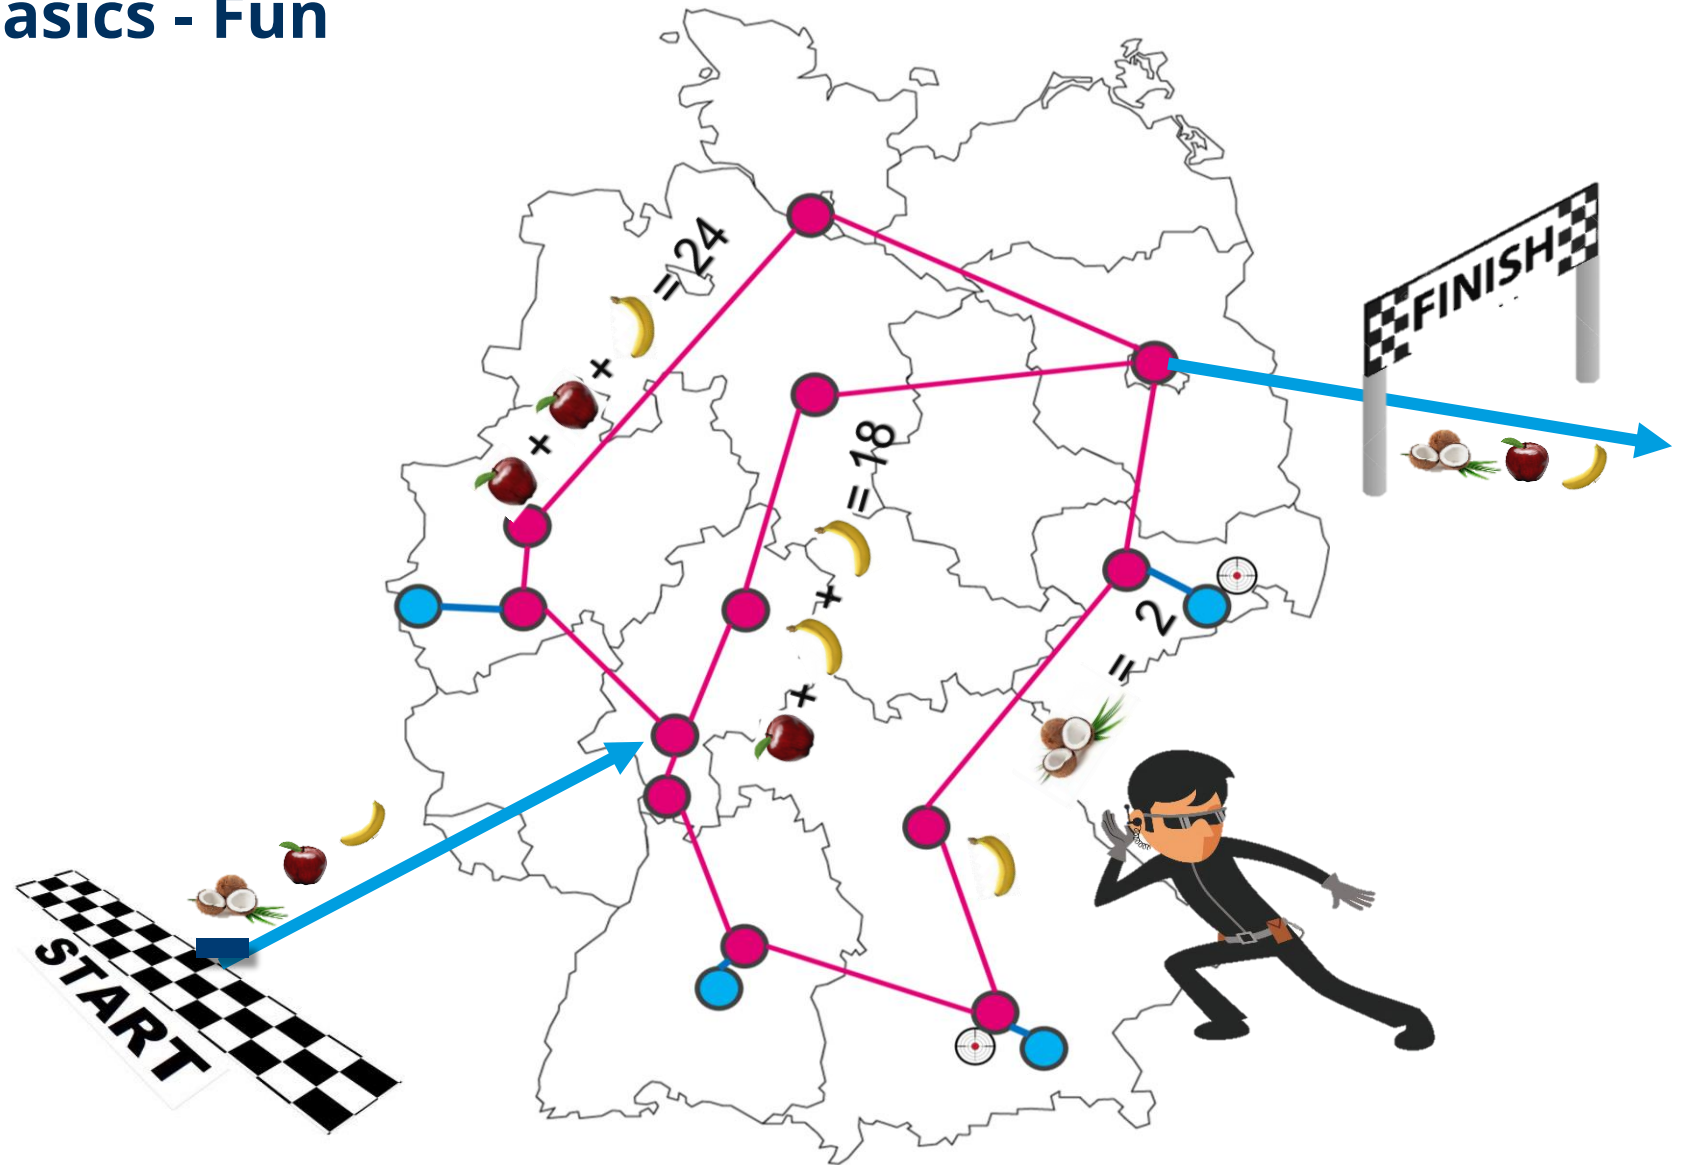 asics - Fun
+ + = 24
FINISH
+ + = 18
= 2
START